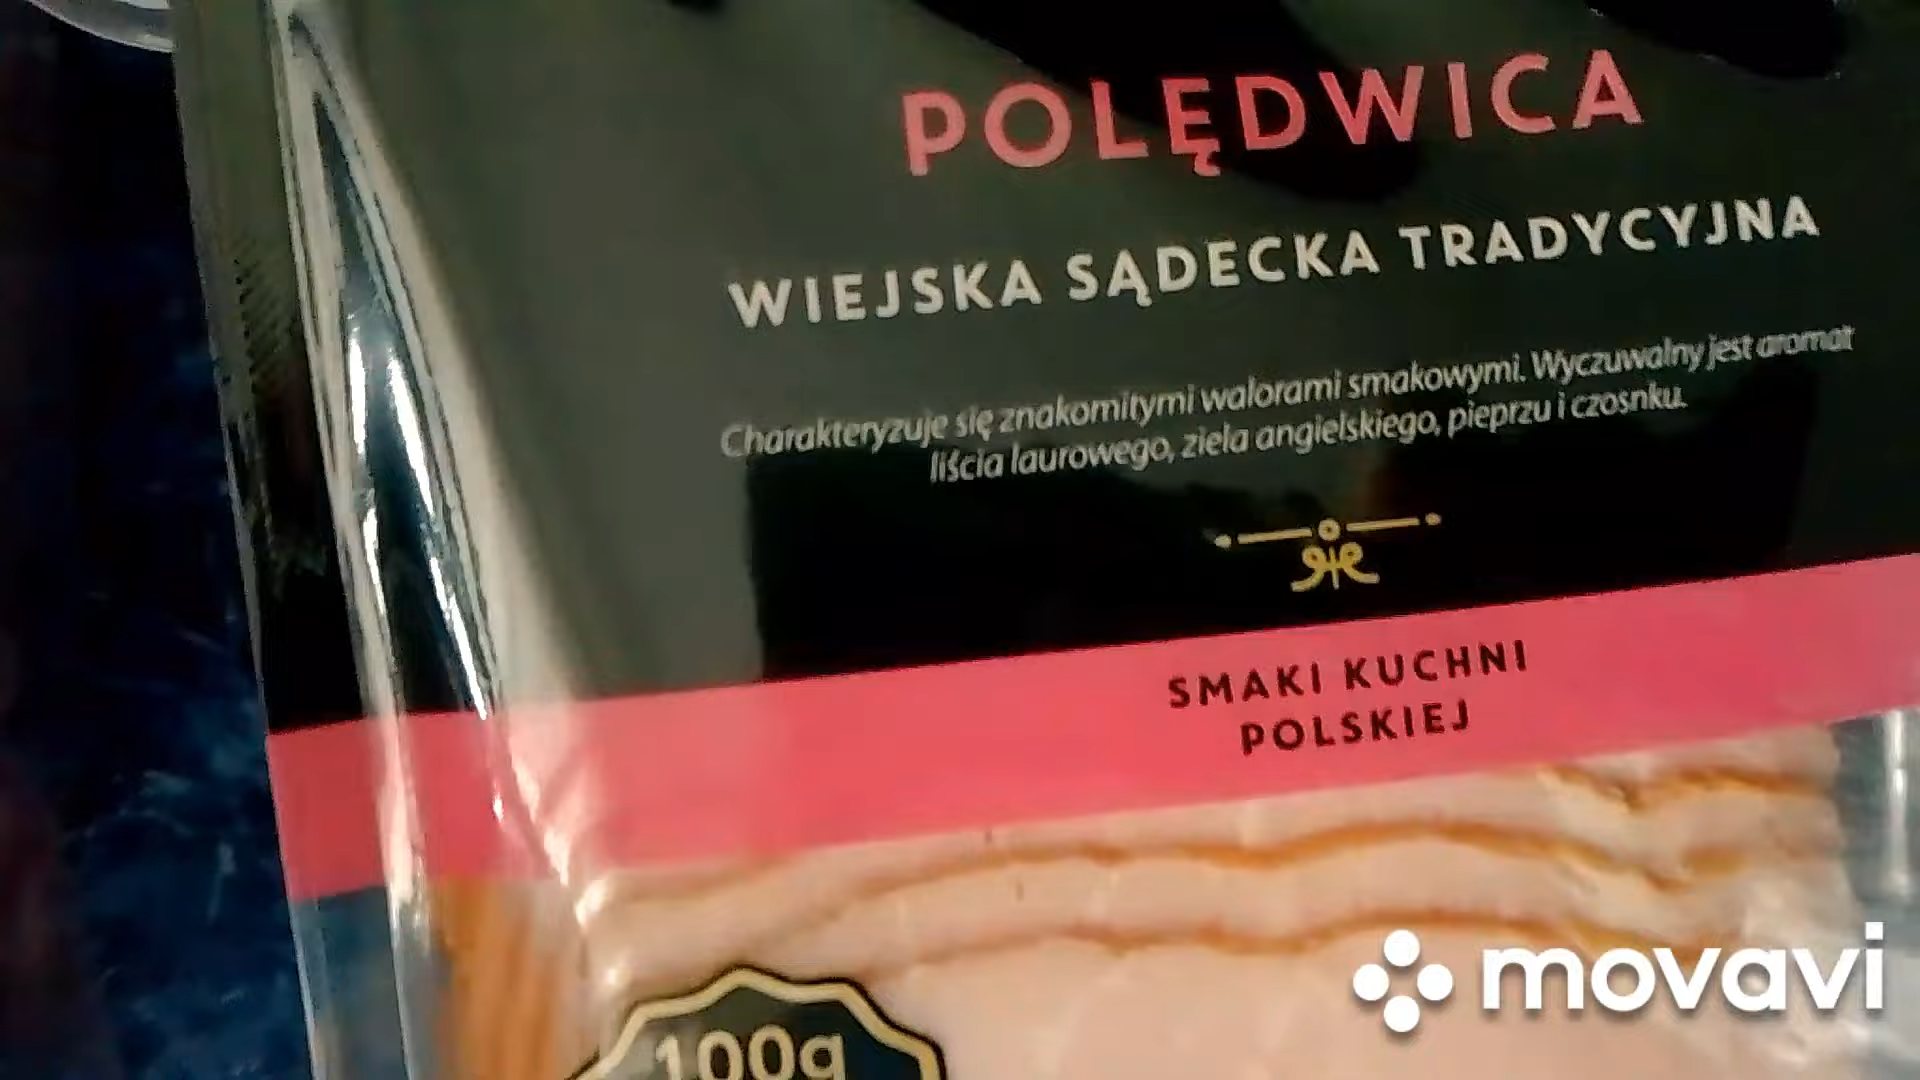 POLĘDWICA
WIEJSKA SĄDECKA TRADYCYJNA
Charakteryzuje się znakomitymi walorami smakowymi. Wyczuwalny jest aromat
liścia laurowego, ziela angielskiego, pieprzu i czosnku.
SMAKI KUCHNI
POLSKIEJ
100g
movavi